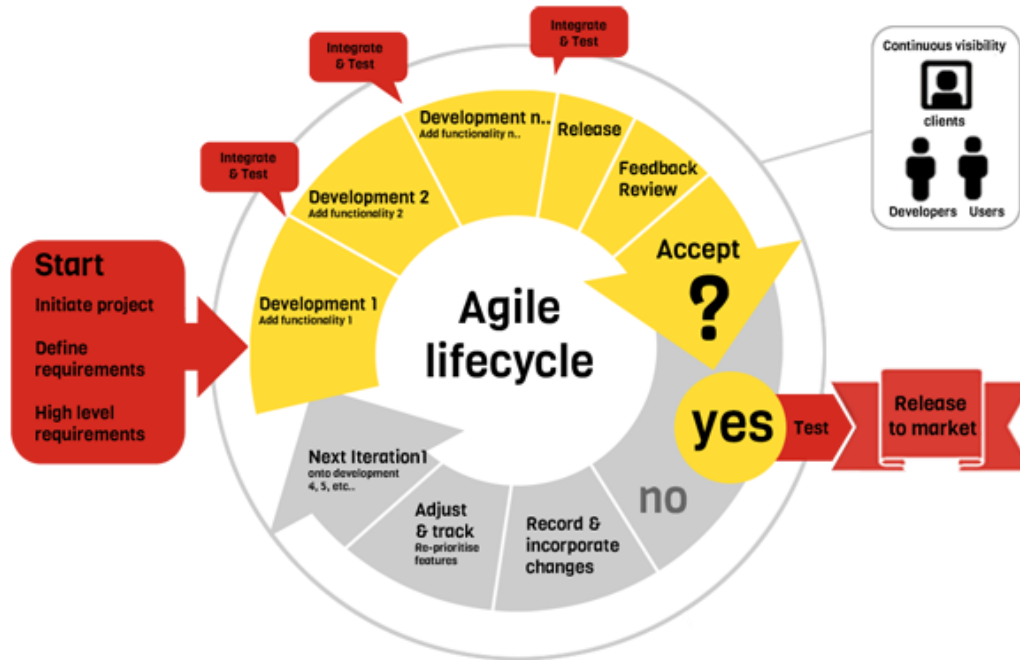 Start
Initiate project
Define
requirements
High level
requirements
Integrate
& Test
Integrate
& Test
Integrate
& Test
Development 1
Add functionality 1
Development 2
Add functionality 2
Development n..
Add functionality n..
Release
Feedback
Review
Accept
?
yes
Test
Release
to market
no
Record &
incorporate
changes
Adjust
& track
Re-prioritise
features
Next Iteration1
onto development
4, 5, etc..
Agile
lifecycle
Continuous visibility
clients
Developers Users